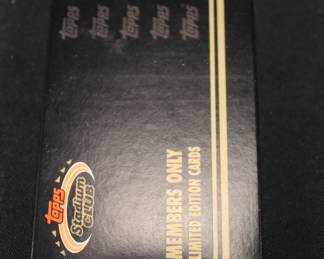 Topps Topps Topps Topps Topps
Topps
Stadium
CLUB
MEMBERS ONLY
LIMITED EDITION CARDS